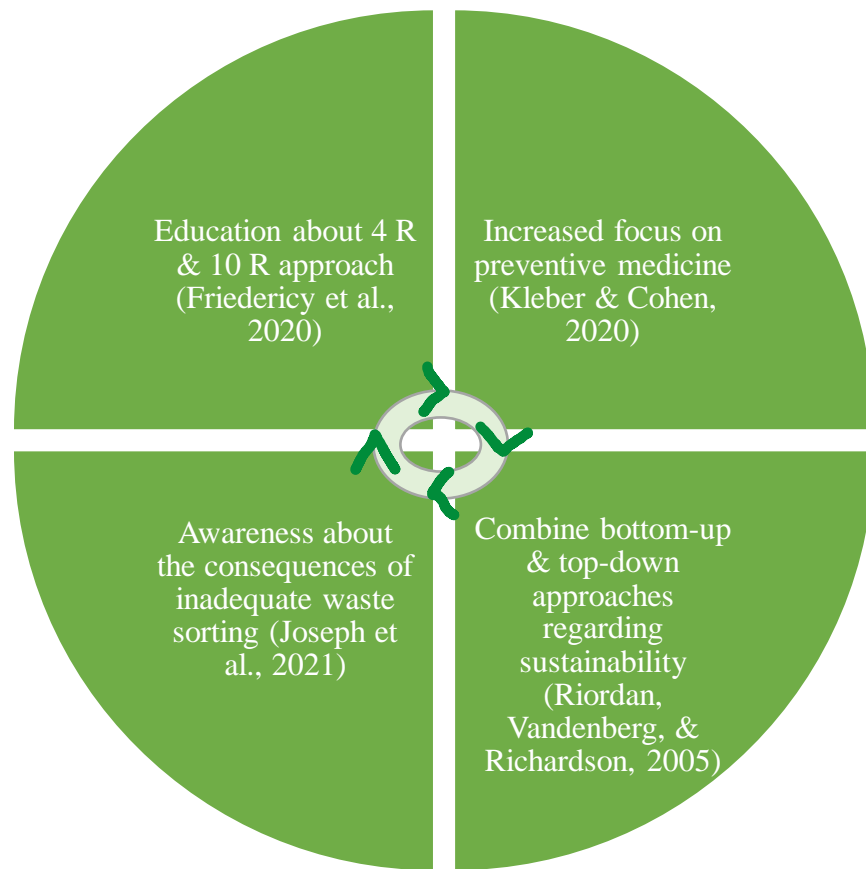 Education about 4 R
& 10 R approach
(Friedericy et al.,
2020)
Increased focus on
preventive medicine
(Kleber & Cohen,
2020)
Awareness about
the consequences of
inadequate waste
sorting (Joseph et
al., 2021)
Combine bottom-up
& top-down
approaches
regarding
sustainability
(Riordan,
Vandenberg, &
Richardson, 2005)